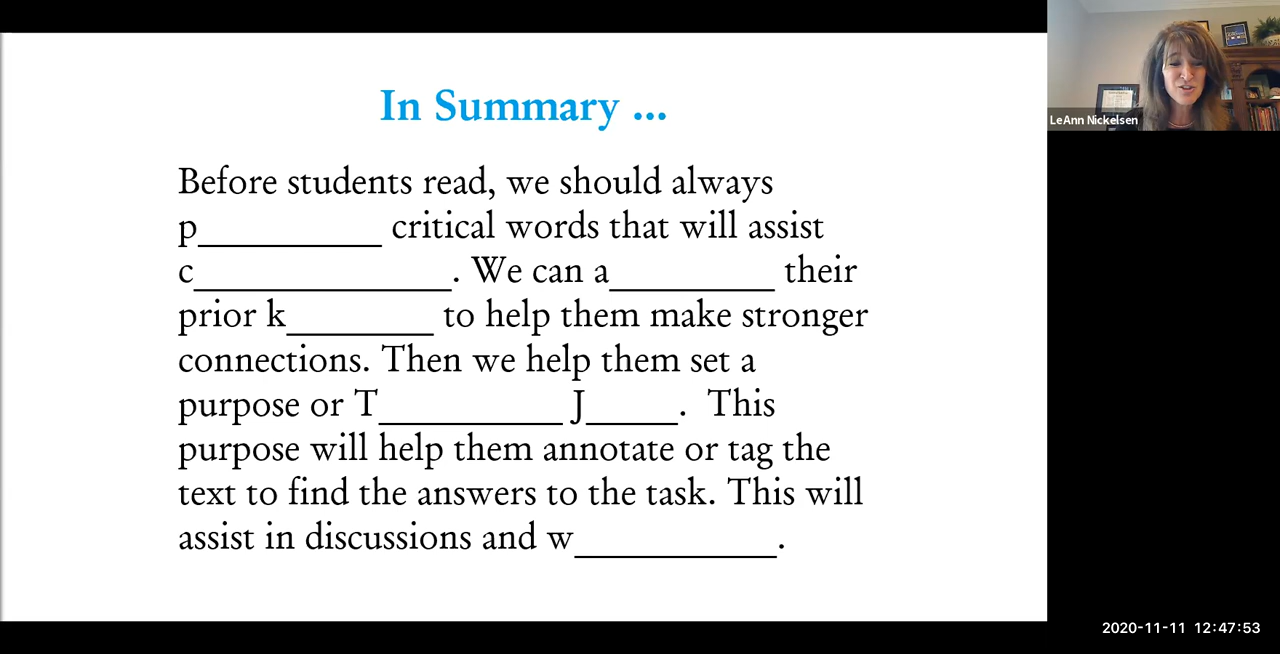 In Summary ...
Before students read, we should always
p__________ critical words that will assist
c______________. We can a_________ their
prior k________ to help them make stronger
connections. Then we help them set a
purpose or T__________ J_____. This
purpose will help them annotate or tag the
text to find the answers to the task. This will
assist in discussions and w___________.
LeAnn Nickelsen
2020-11-11 12:47:53